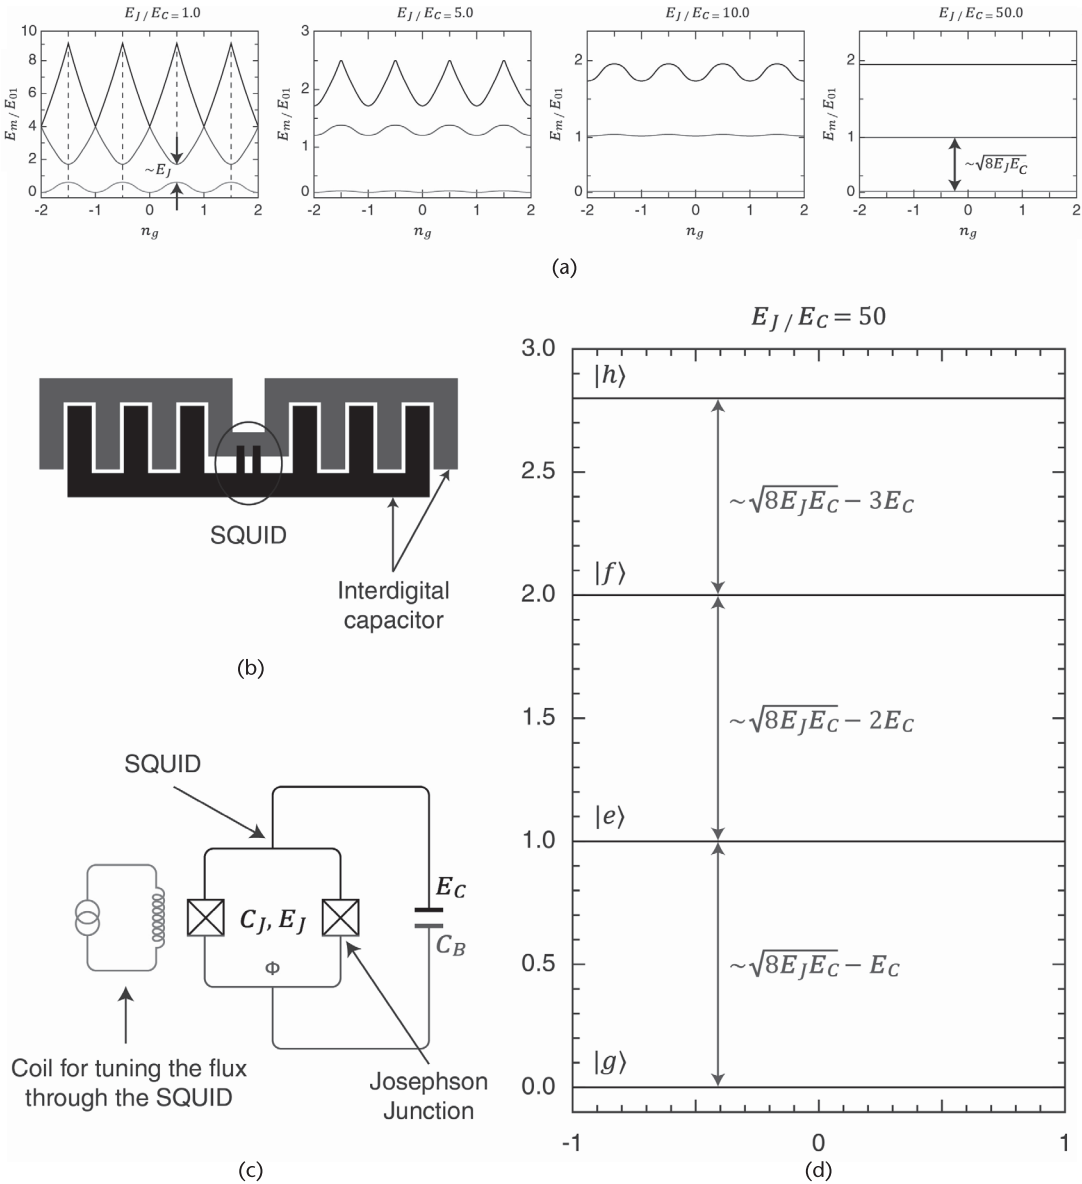 E_J/E_C = 1.0
10
8
6
4
2
0
E_m/E_01
~E_J
-2 -1 0 1 2
n_g
E_J/E_C = 5.0
3
2
1
0
E_m/E_01
-2 -1 0 1 2
n_g
E_J/E_C = 10.0
2
1
0
E_m/E_01
-2 -1 0 1 2
n_g
E_J/E_C = 50.0
2
1
0
E_m/E_01
~√8E_JE_C
-2 -1 0 1 2
n_g
(a)
SQUID
Interdigital
capacitor
(b)
SQUID
C_J, E_J
Φ
E_C
C_B
Coil for tuning the flux
through the SQUID
Josephson
Junction
(c)
E_J/E_C = 50
3.0
|h⟩
2.5
~√8E_JE_C − 3E_C
|f⟩
2.0
1.5
~√8E_JE_C − 2E_C
|e⟩
1.0
0.5
~√8E_JE_C − E_C
|g⟩
0.0
-1 0 1
(d)